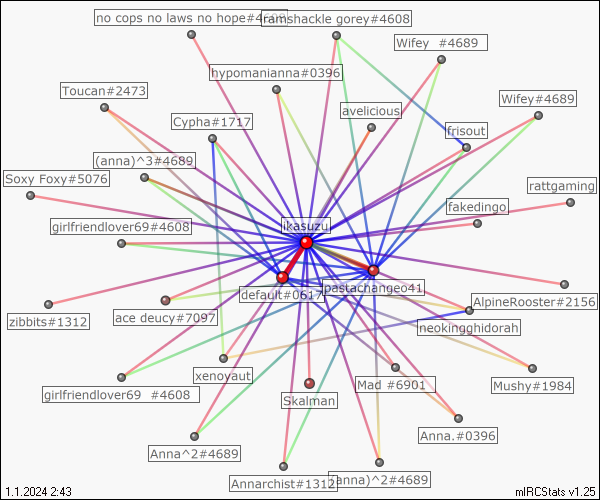 no cops no laws no hope#4608
ramshackle gorey#4608
Wifey #4689
hypomanianna#0396
Toucan#2473
Wifey#4689
avelicious
Cypha#1717
frisout
(anna)^3#4689
Soxy Foxy#5076
rattgaming
fakedingo
girlfriendlover69#4608
ikasuzu
default#0617
pastachangeo41
AlpineRooster#2156
zibbits#1312
ace deucy#7097
neokingghidorah
xenoyaut
Mad #6901
Mushy#1984
girlfriendlover69 #4608
Skalman
Anna.#0396
Anna^2#4689
Annarchist#1312
(anna)^2#4689
1.1.2024 2:43
mIRCStats v1.25